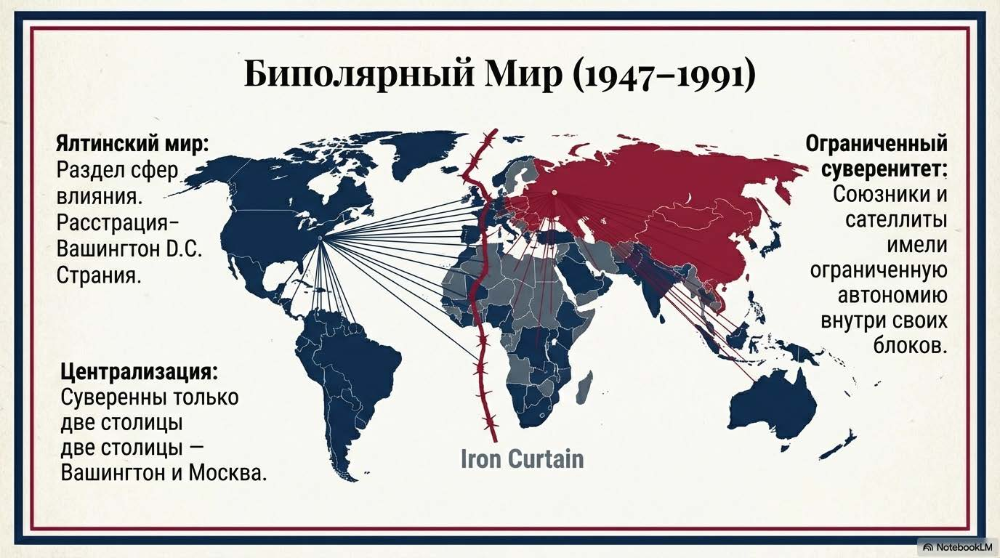 Биполярный Мир (1947–1991)
Ялтинский мир:
Раздел сфер
влияния.
Расстрация–
Вашингтон D.C.
Страния.
Централизация:
Суверенны только
две столицы
две столицы —
Вашингтон и Москва.
Ограниченный
суверенитет:
Союзники и
сателлиты
имели
ограниченную
автономию
внутри своих
блоков.
Iron Curtain
NotebookLM